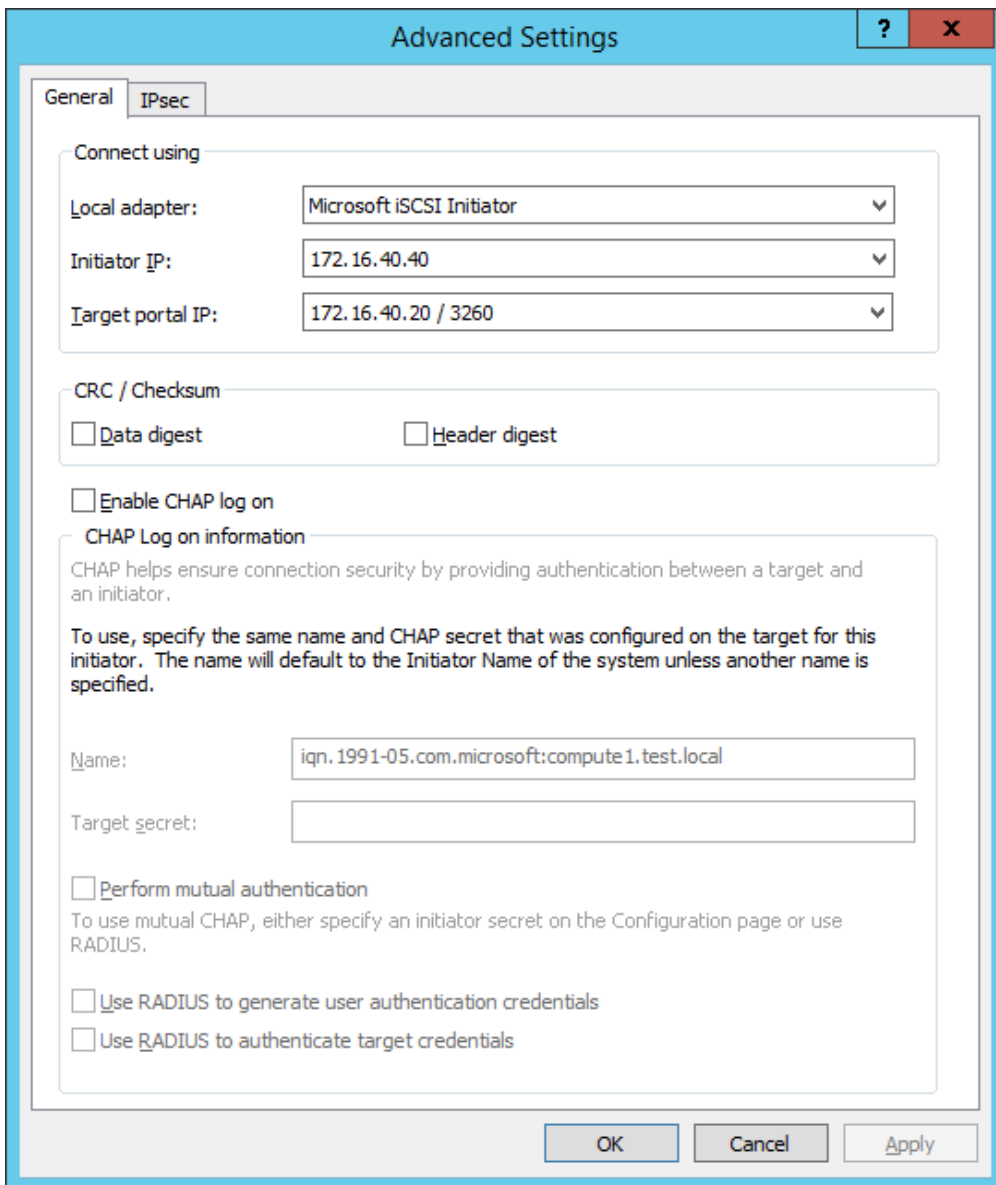 Advanced Settings
?
x
General
IPsec
Connect using
Local adapter:
Microsoft iSCSI Initiator
Initiator IP:
172.16.40.40
Target portal IP:
172.16.40.20 / 3260
CRC / Checksum
Data digest
Header digest
Enable CHAP log on
CHAP Log on information
CHAP helps ensure connection security by providing authentication between a target and
an initiator.
To use, specify the same name and CHAP secret that was configured on the target for this
initiator. The name will default to the Initiator Name of the system unless another name is
specified.
Name:
iqn.1991-05.com.microsoft:compute1.test.local
Target secret:
Perform mutual authentication
To use mutual CHAP, either specify an initiator secret on the Configuration page or use
RADIUS.
Use RADIUS to generate user authentication credentials
Use RADIUS to authenticate target credentials
OK
Cancel
Apply